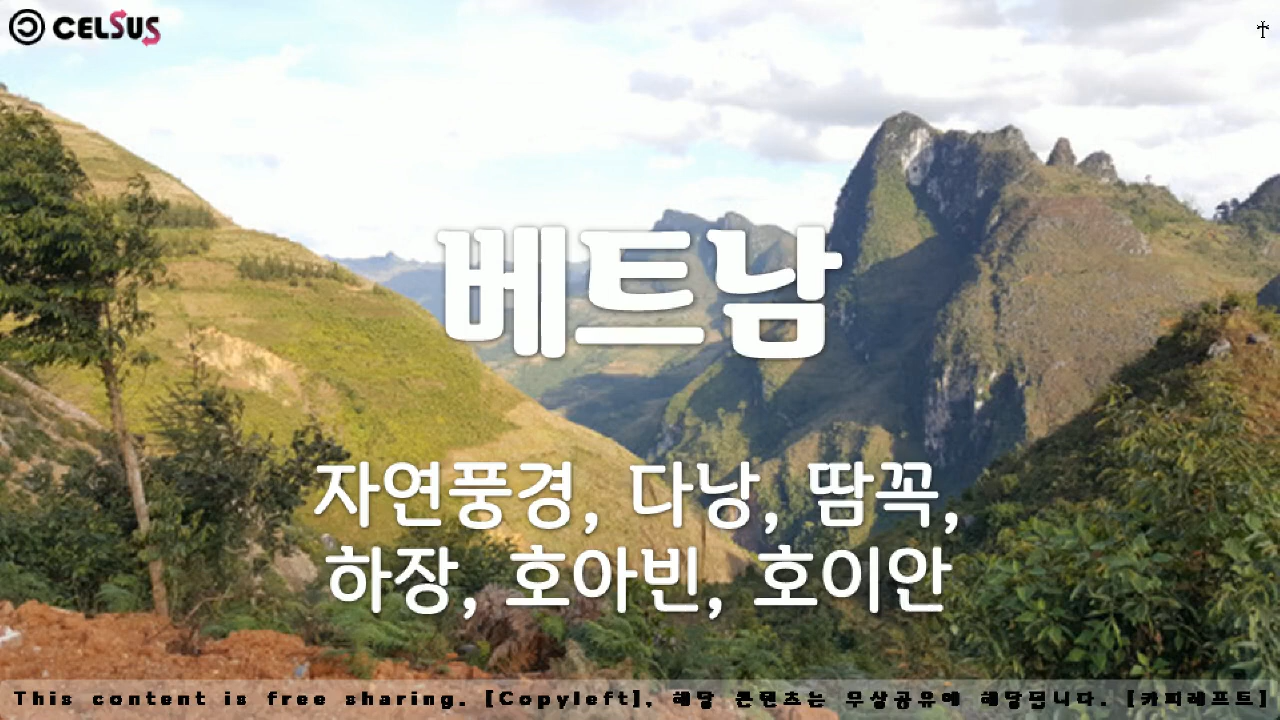 CELSUS
베트남
자연풍경, 다낭, 땀꼭,
하장, 호아빈, 호이안
This content is free sharing. [Copyleft], 해당 콘텐츠는 무상공유에 해당됩니다. [카피레프트]